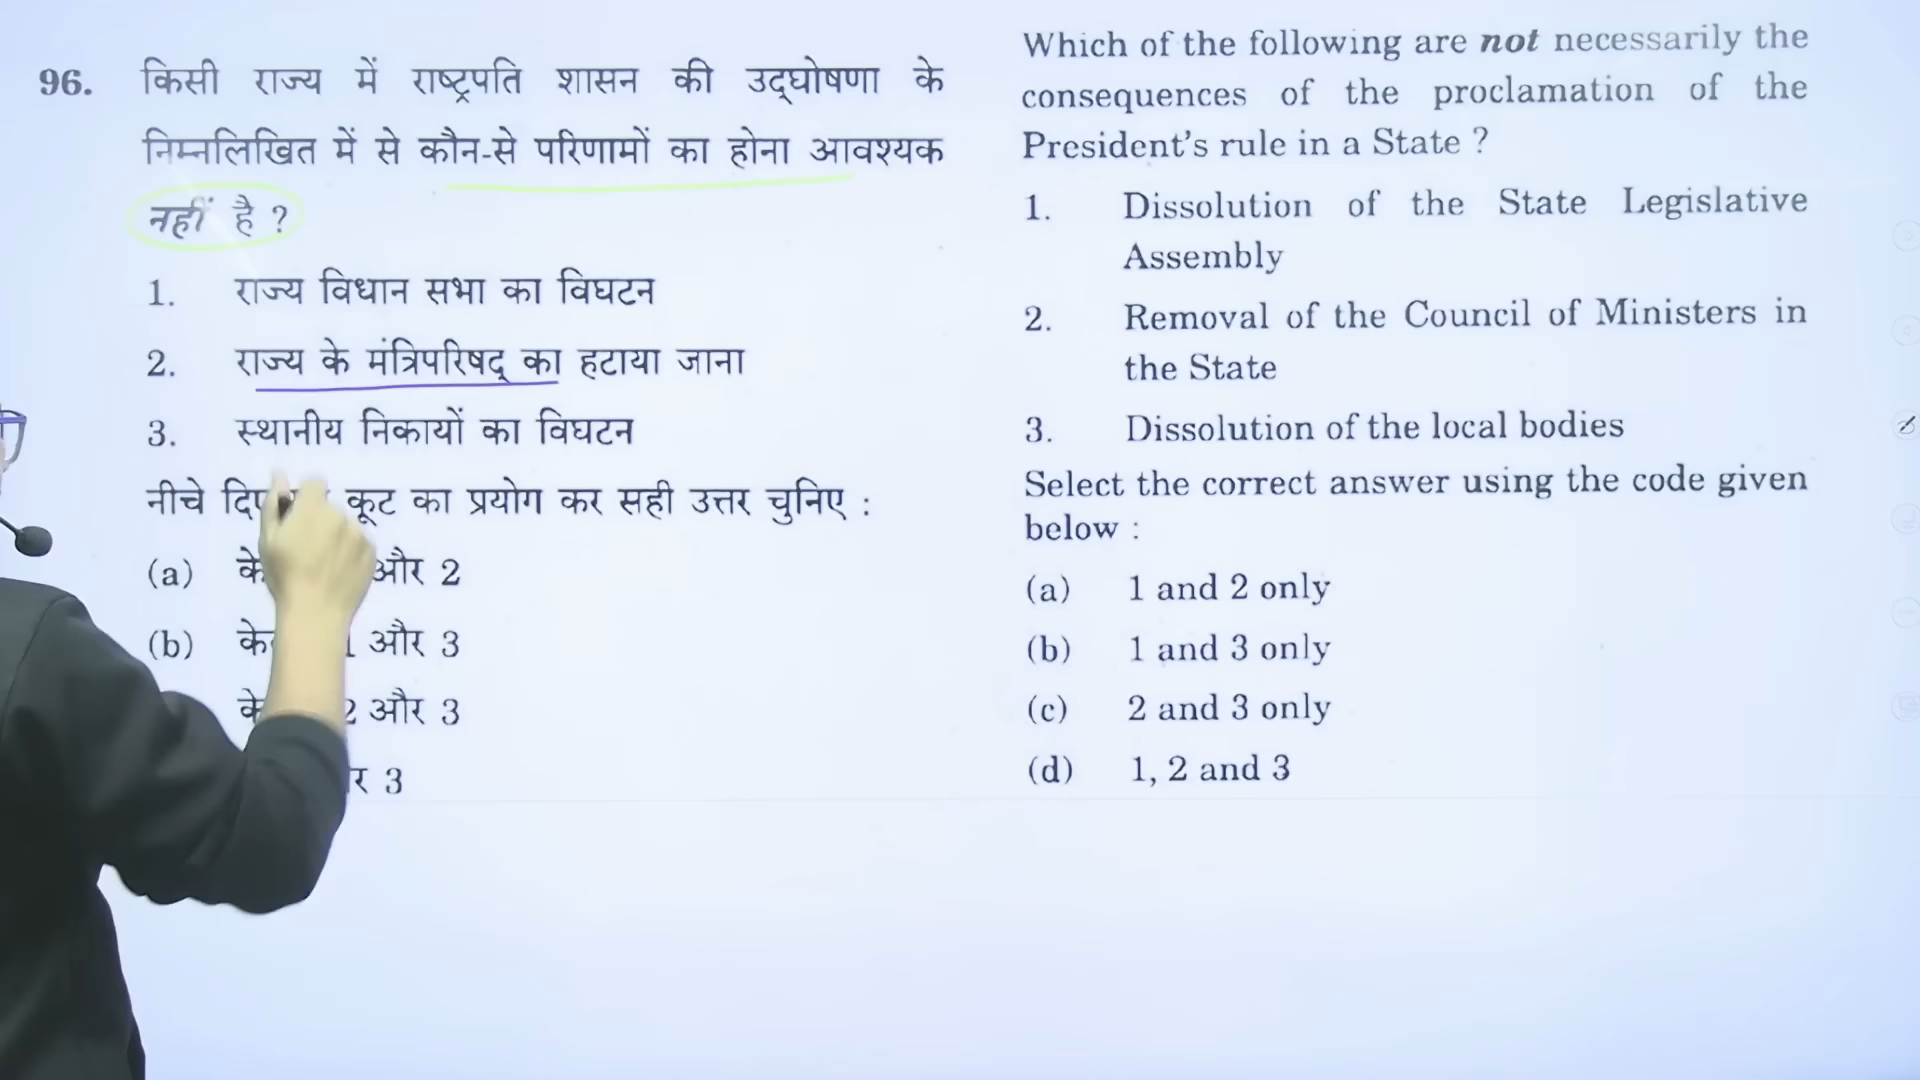 96. किसी राज्य में राष्ट्रपति शासन की उद्घोषणा के
निम्नलिखित में से कौन-से परिणामों का होना आवश्यक
नहीं है ?
1. राज्य विधान सभा का विघटन
2. राज्य के मंत्रिपरिषद् का हटाया जाना
3. स्थानीय निकायों का विघटन
नीचे कूट का प्रयोग कर सही उत्तर चुनिए :
(a) और 2
(b) 1 और 3
2 और 3
3
Which of the following are not necessarily the
consequences of the proclamation of the
President's rule in a State ?
1. Dissolution of the State Legislative
Assembly
2. Removal of the Council of Ministers in
the State
3. Dissolution of the local bodies
Select the correct answer using the code given
below :
(a) 1 and 2 only
(b) 1 and 3 only
(c) 2 and 3 only
(d) 1, 2 and 3